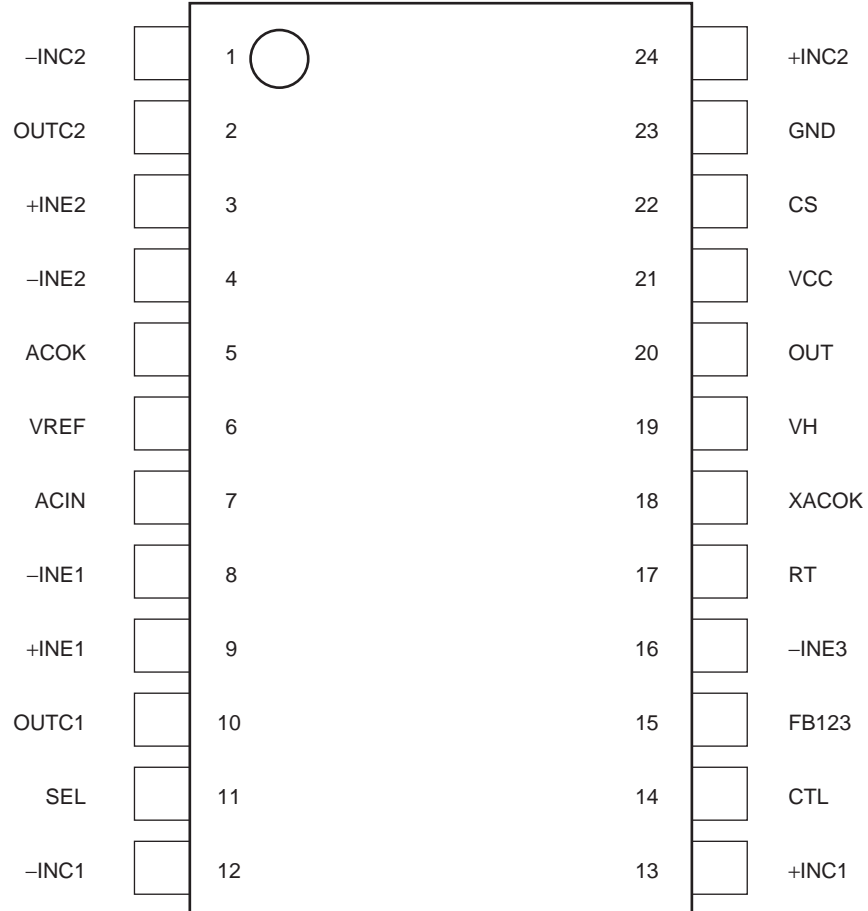 −INC2 1 24 +INC2
OUTC2 2 23 GND
+INE2 3 22 CS
−INE2 4 21 VCC
ACOK 5 20 OUT
VREF 6 19 VH
ACIN 7 18 XACOK
−INE1 8 17 RT
+INE1 9 16 −INE3
OUTC1 10 15 FB123
SEL 11 14 CTL
−INC1 12 13 +INC1